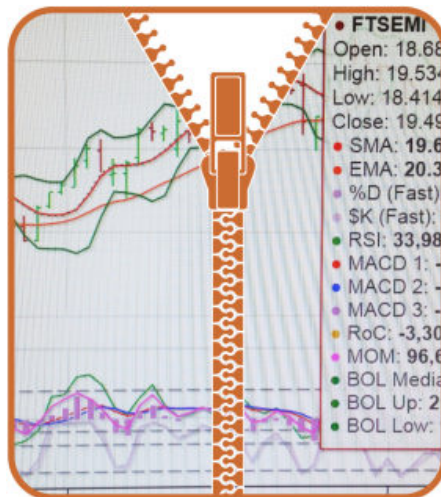 FTSEMI
Open: 18.68
High: 19.534
Low: 18.414
Close: 19.49
SMA: 19.6
EMA: 20.3
%D (Fast)
$K (Fast):
RSI: 33,98
MACD 1: -
MACD 2: -
MACD 3: -
RoC: -3,30
MOM: 96,6
BOL Media
BOL Up: 2
BOL Low: